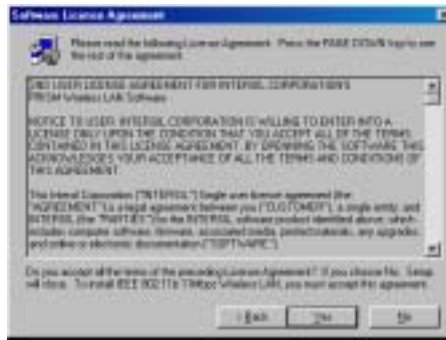 Software License Agreement
Please read the following License Agreement. Press the PAGE DOWN key to see
the rest of the agreement.
END USER LICENSE AGREEMENT FOR INTERSIL CORPORATION'S
PRISM Wireless LAN Software
NOTICE TO USER: INTERSIL CORPORATION IS WILLING TO ENTER INTO A
LICENSE ONLY UPON THE CONDITION THAT YOU ACCEPT ALL OF THE TERMS
CONTAINED IN THIS LICENSE AGREEMENT. BY OPENNING THE SOFTWARE THIS
ACKNOWLEDGES YOUR ACCEPTANCE OF ALL THE TERMS AND CONDITIONS OF
THIS AGREEMENT.
This Intersil Corporation ("INTERSIL") Single user license agreement (the
"AGREEMENT") is a legal agreement between you ("CUSTOMER"), a single entity, and
INTERSIL (the "PARTIES") for the INTERSIL software product identified above, which
includes computer software, firmware, associated media, printed materials, any upgrades,
and online or electronic documentation ("SOFTWARE").
Do you accept all the terms of the preceding License Agreement? If you choose No, Setup
will close. To install IEEE 802.11b 11Mbps Wireless LAN, you must accept this agreement.
< Back
Yes
No